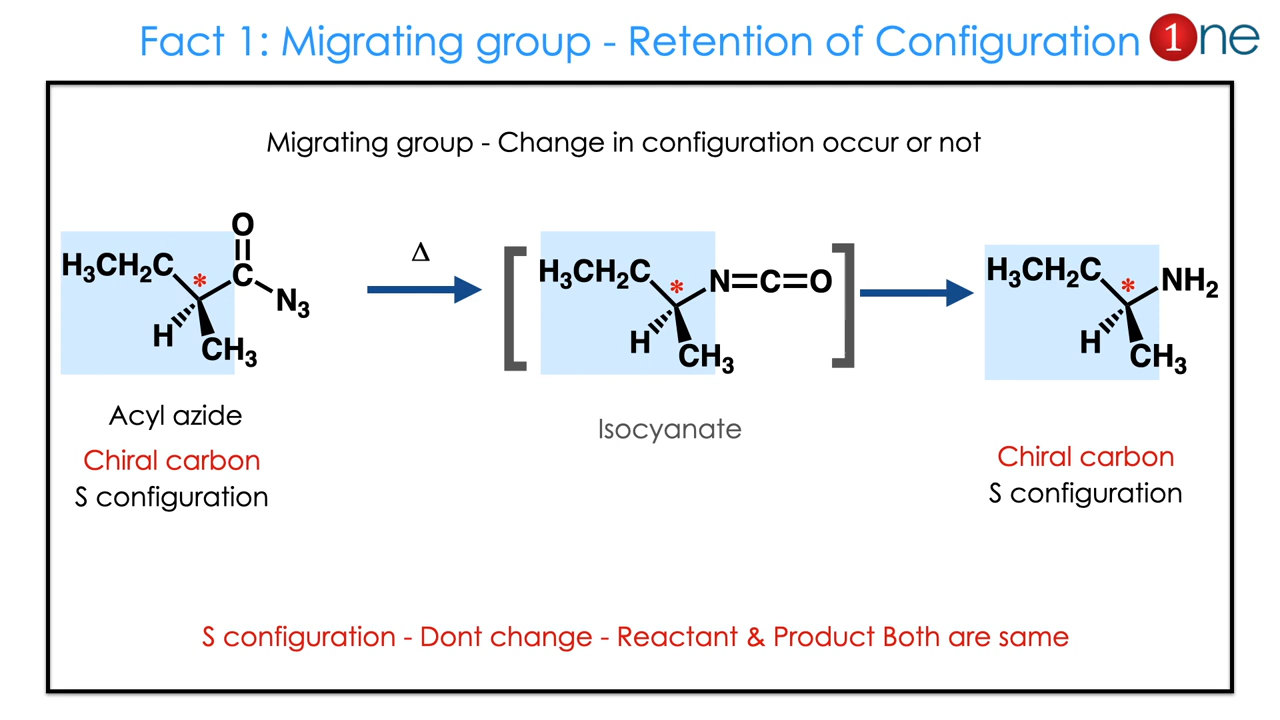 Fact 1: Migrating group - Retention of Configuration
1ne
Migrating group - Change in configuration occur or not
O
H₃CH₂C * C
N₃
H CH₃
Δ
H₃CH₂C * N=C=O
H CH₃
H₃CH₂C * NH₂
H CH₃
Acyl azide
Chiral carbon
S configuration
Isocyanate
Chiral carbon
S configuration
S configuration - Dont change - Reactant & Product Both are same